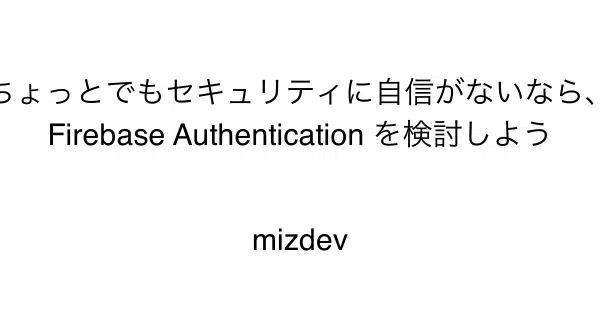 ちょっとでもセキュリティに自信がないなら、
Firebase Authentication を検討しよう
mizdev